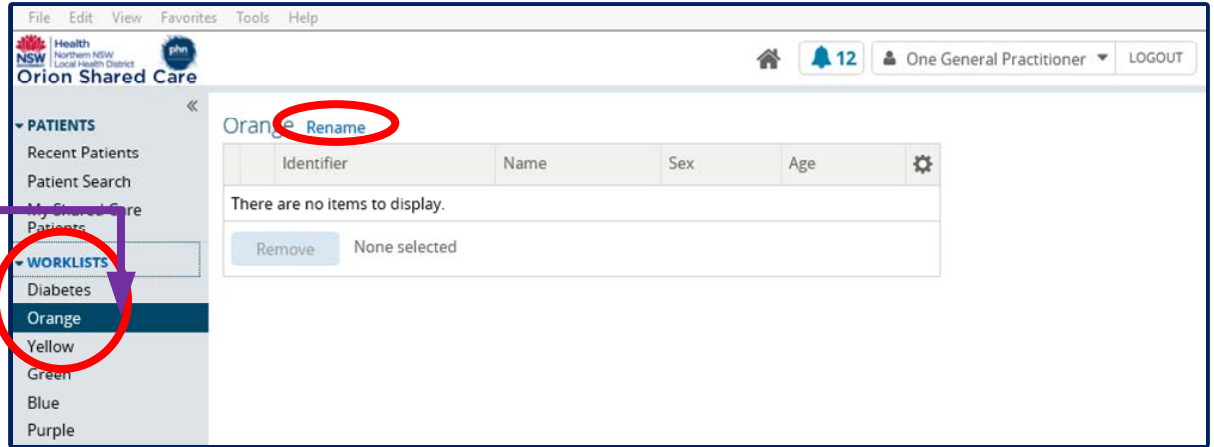 File Edit View Favorites Tools Help
Health
Northern NSW
Local Health District
NSW
phn
Orion Shared Care
12
One General Practitioner
LOGOUT
PATIENTS
Recent Patients
Patient Search
My Shared Care
Patients
WORKLISTS
Diabetes
Orange
Yellow
Green
Blue
Purple
Orange Rename
Identifier Name Sex Age
There are no items to display.
Remove None selected